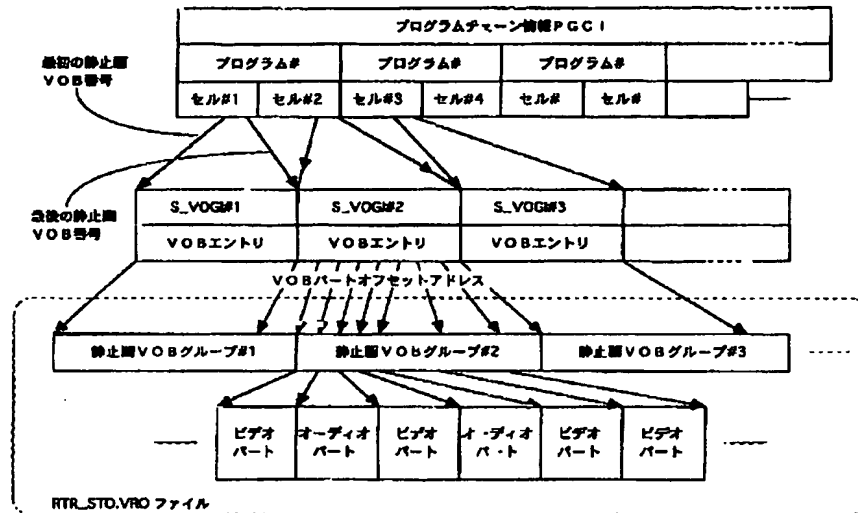 プログラムチェーン情報PGCI
最初の静止画
VOB番号
プログラム# プログラム# プログラム#
セル#1 セル#2 セル#3 セル#4 セル# セル#
S_VOGI#1 S_VOGI#2 S_VOGI#3
最後の静止画
VOB番号
VOBエントリ VOBエントリ VOBエントリ
VOBパートオフセットアドレス
静止画VOBグループ#1 静止画VOBグループ#2 静止画VOBグループ#3
ビデオ オーディオ ビデオ オーディオ ビデオ ビデオ
パート パート パート パート パート パート
RTR_STO.VRO ファイル